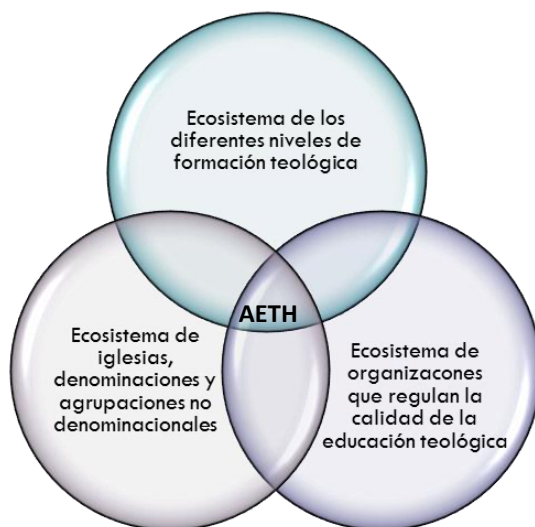 Ecosistema de los
diferentes niveles de
formación teológica
AETH
Ecosistema de
iglesias,
denominaciones y
agrupaciones no
denominacionales
Ecosistema de
organizacones
que regulan la
calidad de la
educación teológica